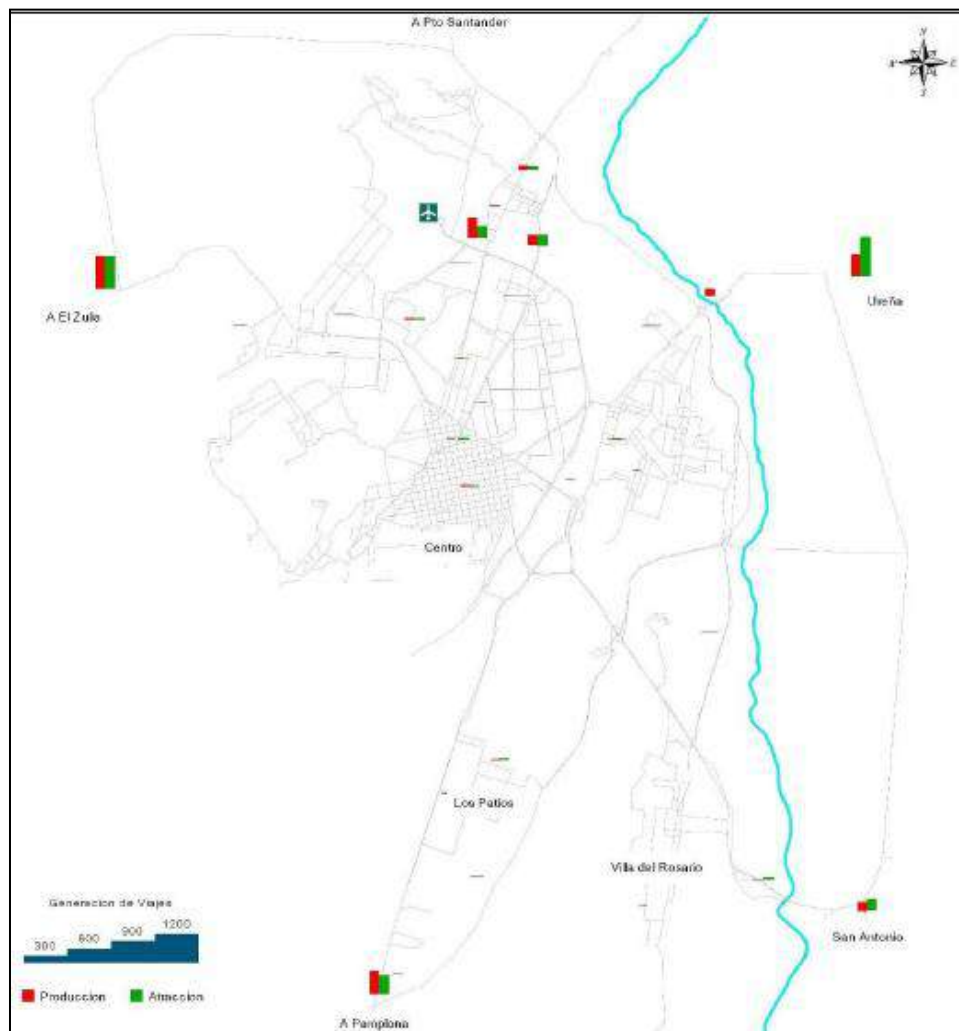 A Pto Santander
N
E
S
A El Zulia
Ureña
Centro
Los Patios
Villa del Rosario
San Antonio.
Generacion de Viajes
300 600 900 1200
Produccion Atraccion
A Pamplona